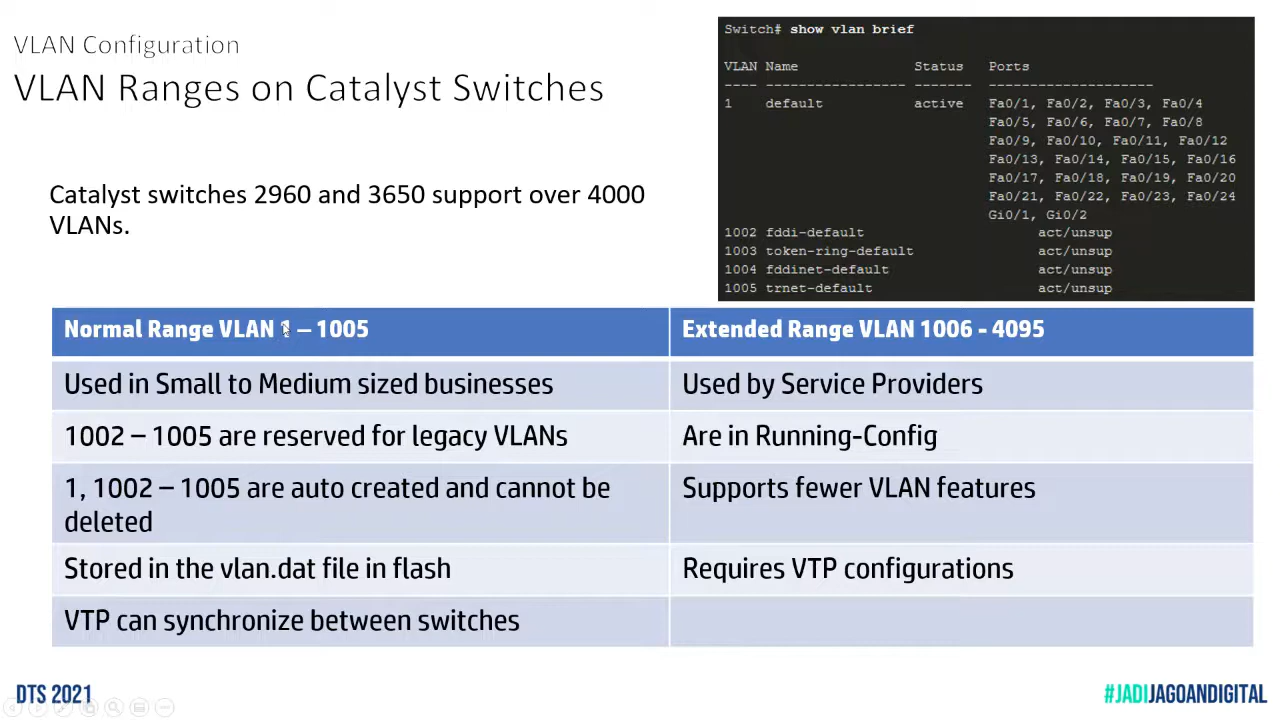 VLAN Configuration
VLAN Ranges on Catalyst Switches
Catalyst switches 2960 and 3650 support over 4000
VLANs.
Switch# show vlan brief
VLAN Name Status Ports
---- ----------------- ------- --------------------
1 default active Fa0/1, Fa0/2, Fa0/3, Fa0/4
Fa0/5, Fa0/6, Fa0/7, Fa0/8
Fa0/9, Fa0/10, Fa0/11, Fa0/12
Fa0/13, Fa0/14, Fa0/15, Fa0/16
Fa0/17, Fa0/18, Fa0/19, Fa0/20
Fa0/21, Fa0/22, Fa0/23, Fa0/24
Gi0/1, Gi0/2
1002 fddi-default act/unsup
1003 token-ring-default act/unsup
1004 fddinet-default act/unsup
1005 trnet-default act/unsup
Normal Range VLAN 1 – 1005
Extended Range VLAN 1006 - 4095
Used in Small to Medium sized businesses
Used by Service Providers
1002 – 1005 are reserved for legacy VLANs
Are in Running-Config
1, 1002 – 1005 are auto created and cannot be
deleted
Supports fewer VLAN features
Stored in the vlan.dat file in flash
Requires VTP configurations
VTP can synchronize between switches
DTS 2021
#JADIJAGOANDIGITAL